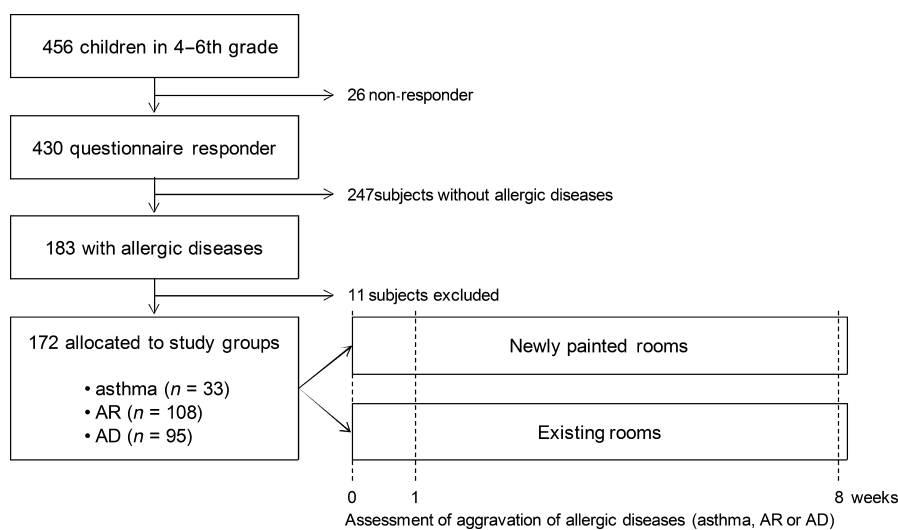 456 children in 4–6th grade
26 non-responder
430 questionnaire responder
247subjects without allergic diseases
183 with allergic diseases
11 subjects excluded
172 allocated to study groups
• asthma (n = 33)
• AR (n = 108)
• AD (n = 95)
Newly painted rooms
Existing rooms
0 1 8 weeks
Assessment of aggravation of allergic diseases (asthma, AR or AD)